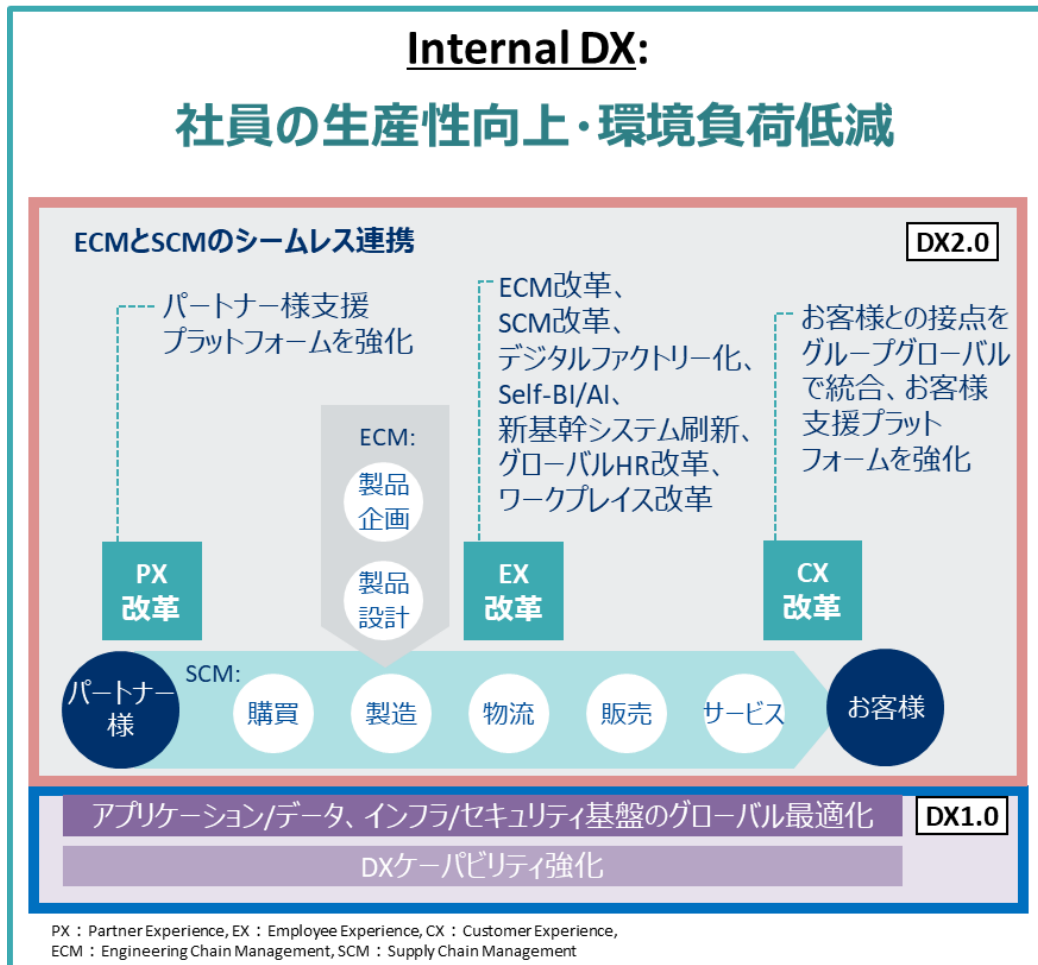 Internal DX:
社員の生産性向上・環境負荷低減
ECMとSCMのシームレス連携
DX2.0
パートナー様支援
プラットフォームを強化
ECM改革、
SCM改革、
デジタルファクトリー化、
Self-BI/AI、
新基幹システム刷新、
グローバルHR改革、
ワークプレイス改革
お客様との接点を
グループグローバル
で統合、お客様
支援プラット
フォームを強化
ECM:
製品
企画
製品
設計
PX
改革
EX
改革
CX
改革
SCM:
パートナー
様
購買
製造
物流
販売
サービス
お客様
アプリケーション/データ、インフラ/セキュリティ基盤のグローバル最適化
DX1.0
DXケーパビリティ強化
PX：Partner Experience, EX：Employee Experience, CX：Customer Experience,
ECM：Engineering Chain Management, SCM：Supply Chain Management